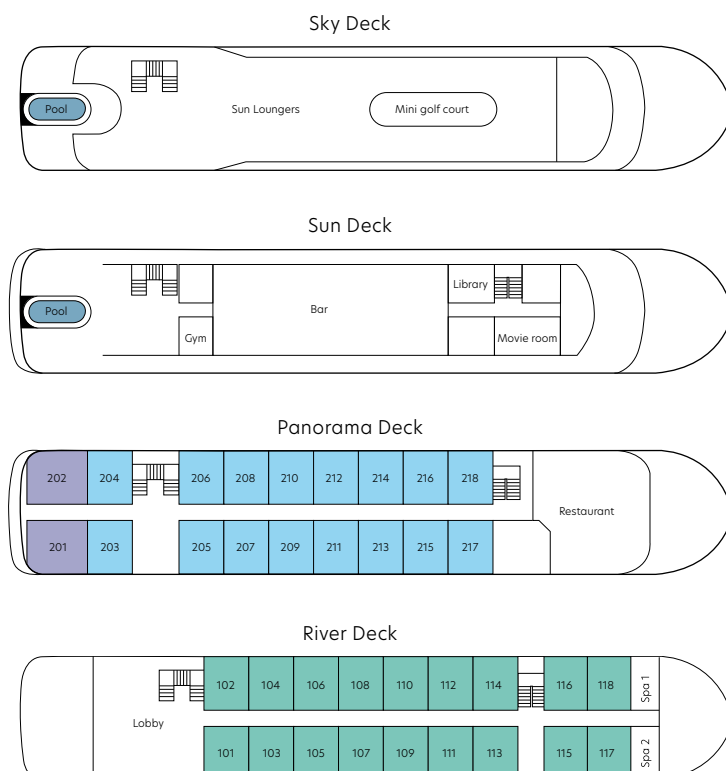 Sky Deck
Pool
Sun Loungers
Mini golf court
Sun Deck
Library
Pool
Bar
Gym
Movie room
Panorama Deck
202 204 206 208 210 212 214 216 218
Restaurant
201 203 205 207 209 211 213 215 217
River Deck
102 104 106 108 110 112 114 116 118 Spa 1
Lobby
101 103 105 107 109 111 113 115 117 Spa 2